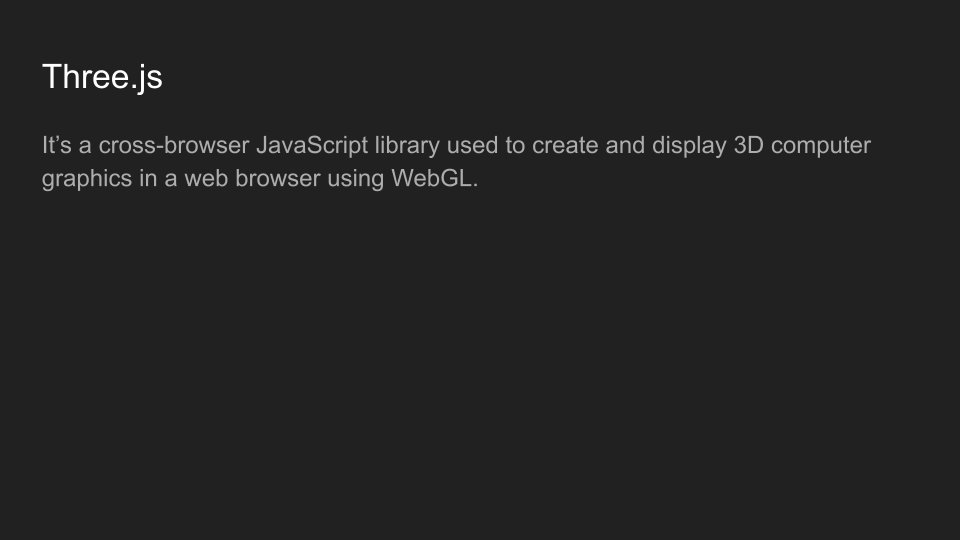 Three.js
It’s a cross-browser JavaScript library used to create and display 3D computer
graphics in a web browser using WebGL.